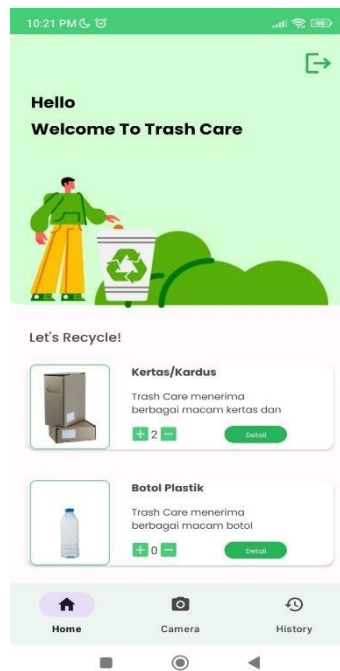 10:21 PM
Hello
Welcome To Trash Care
Let's Recycle!
Kertas/Kardus
Trash Care menerima
berbagai macam kertas dan
2
Detail
Botol Plastik
Trash Care menerima
berbagai macam botol
0
Detail
Home
Camera
History